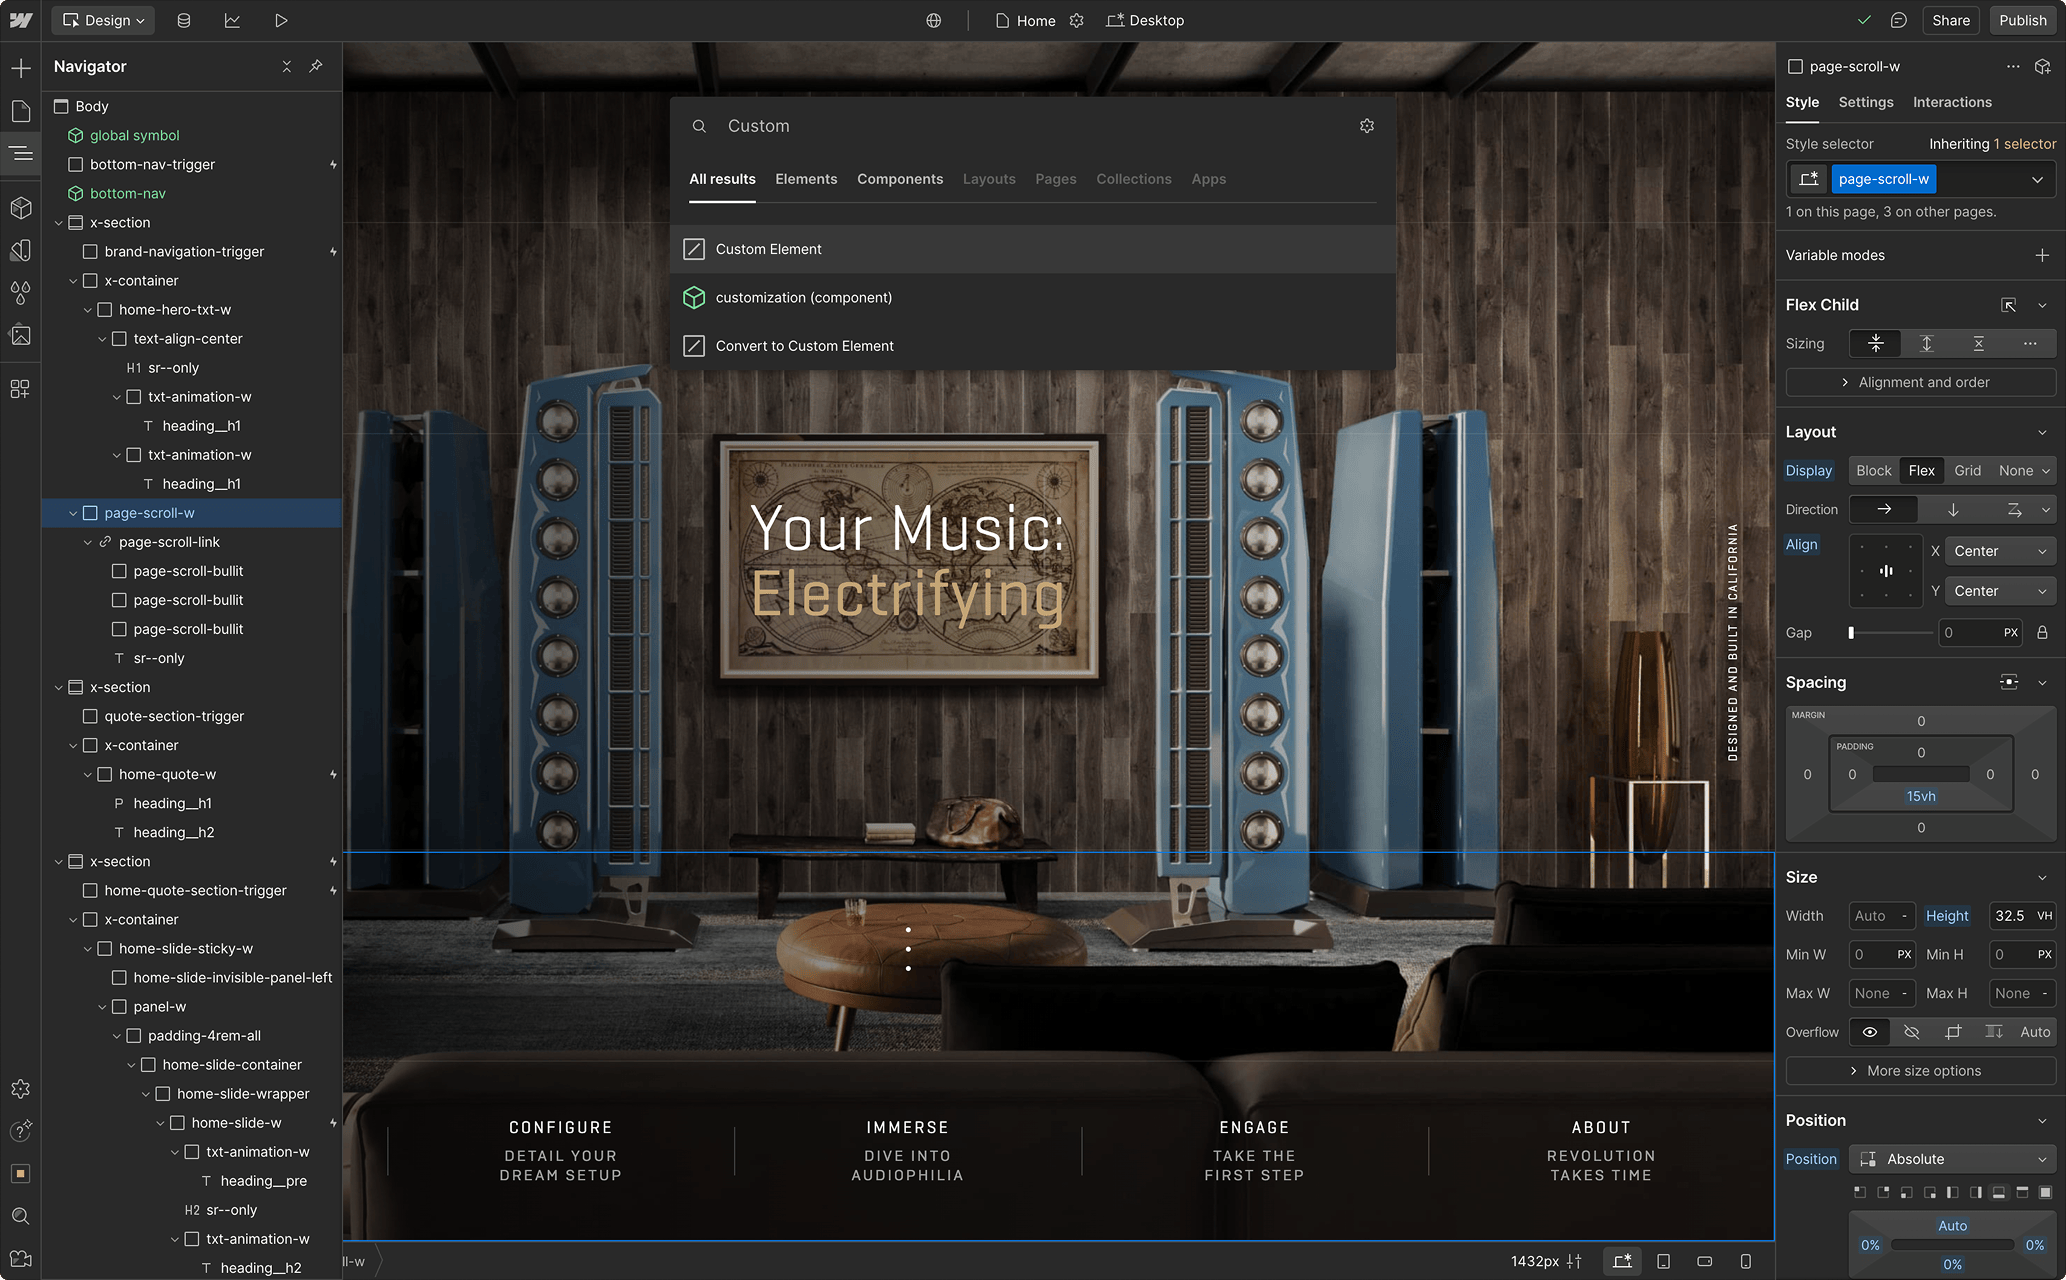 Design
Home
Desktop
Share
Publish
Navigator
Body
global symbol
bottom-nav-trigger
bottom-nav
x-section
brand-navigation-trigger
x-container
home-hero-txt-w
text-align-center
H1 sr--only
txt-animation-w
T heading__h1
txt-animation-w
T heading__h1
page-scroll-w
page-scroll-link
page-scroll-bullit
page-scroll-bullit
page-scroll-bullit
T sr--only
x-section
quote-section-trigger
x-container
home-quote-w
P heading__h1
T heading__h2
x-section
home-quote-section-trigger
x-container
home-slide-sticky-w
home-slide-invisible-panel-left
panel-w
padding-4rem-all
home-slide-container
home-slide-wrapper
home-slide-w
txt-animation-w
T heading__pre
H2 sr--only
txt-animation-w
T heading__h2
Custom
All results Elements Components Layouts Pages Collections Apps
Custom Element
customization (component)
Convert to Custom Element
Your Music:
Electrifying
DESIGNED AND BUILT IN CALIFORNIA
CONFIGURE
DETAIL YOUR
DREAM SETUP
IMMERSE
DIVE INTO
AUDIOPHILIA
ENGAGE
TAKE THE
FIRST STEP
ABOUT
REVOLUTION
TAKES TIME
ll-w
1432px
page-scroll-w
Style Settings Interactions
Style selector Inheriting 1 selector
page-scroll-w
1 on this page, 3 on other pages.
Variable modes
Flex Child
Sizing
Alignment and order
Layout
Display Block Flex Grid None
Direction
Align X Center
Y Center
Gap 0 PX
Spacing
MARGIN 0
PADDING 0
0 0 0 0
15vh
0
Size
Width Auto - Height 32.5 VH
Min W 0 PX Min H 0 PX
Max W None - Max H None -
Overflow Auto
More size options
Position
Position Absolute
Auto
0% 0%
0%